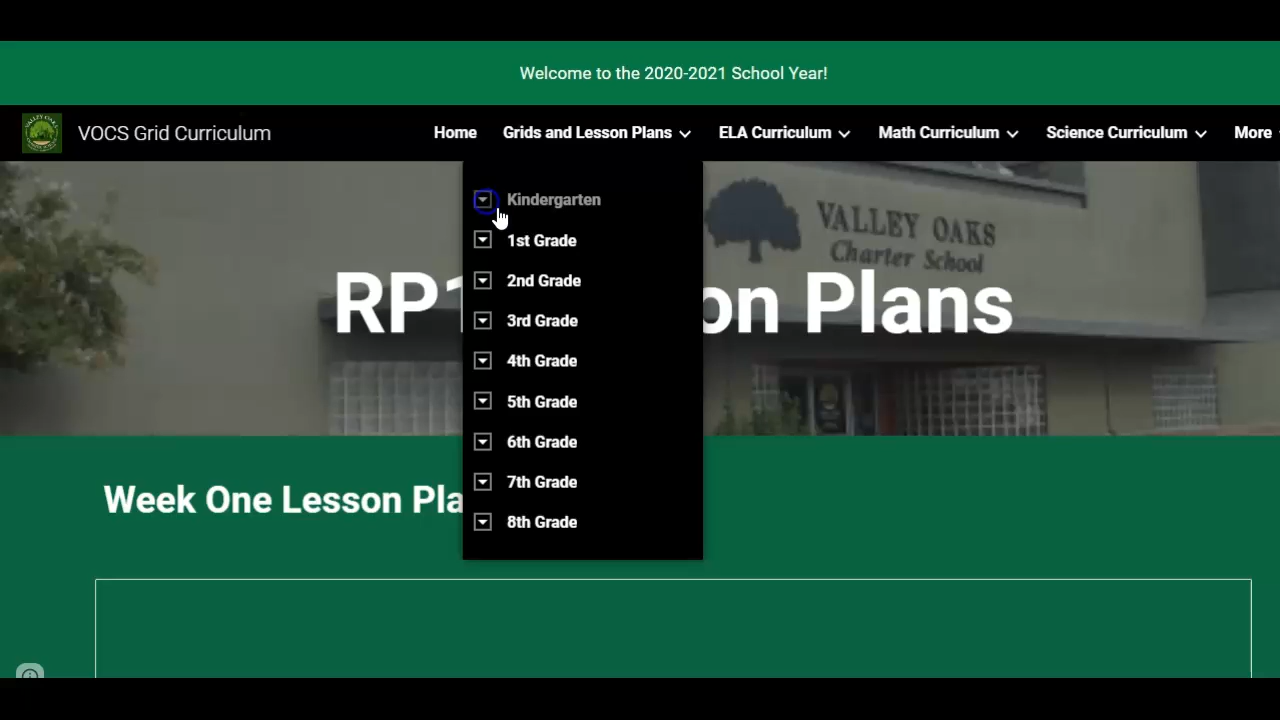 Welcome to the 2020-2021 School Year!
VOCS Grid Curriculum
Home
Grids and Lesson Plans
ELA Curriculum
Math Curriculum
Science Curriculum
More
Kindergarten
1st Grade
2nd Grade
3rd Grade
4th Grade
5th Grade
6th Grade
7th Grade
8th Grade
VALLEY OAKS
Charter School
RP1 on Plans
Week One Lesson Pla